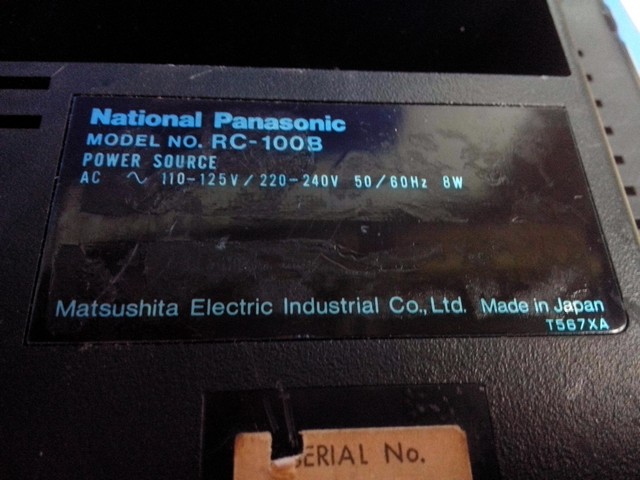 National Panasonic
MODEL NO. RC-100B
POWER SOURCE
AC ~ 110-125V/220-240V 50/60Hz 8W
Matsushita Electric Industrial Co., Ltd. Made in Japan
T567XA
SERIAL No.